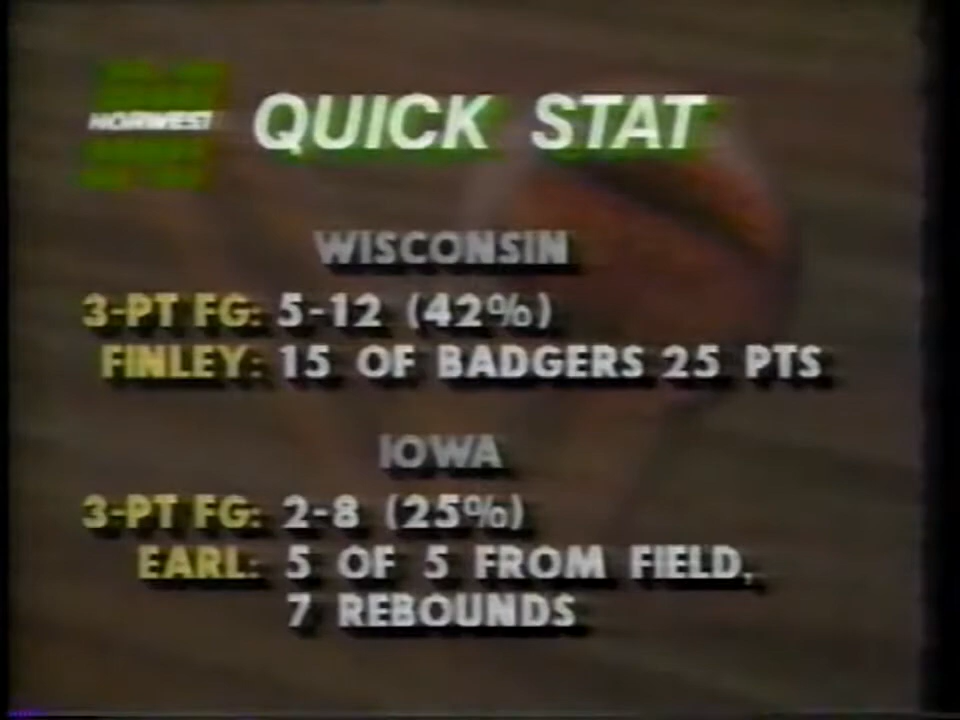 NORWEST QUICK STAT
WISCONSIN
3-PT FG: 5-12 (42%)
FINLEY: 15 OF BADGERS 25 PTS
IOWA
3-PT FG: 2-8 (25%)
EARL: 5 OF 5 FROM FIELD,
7 REBOUNDS